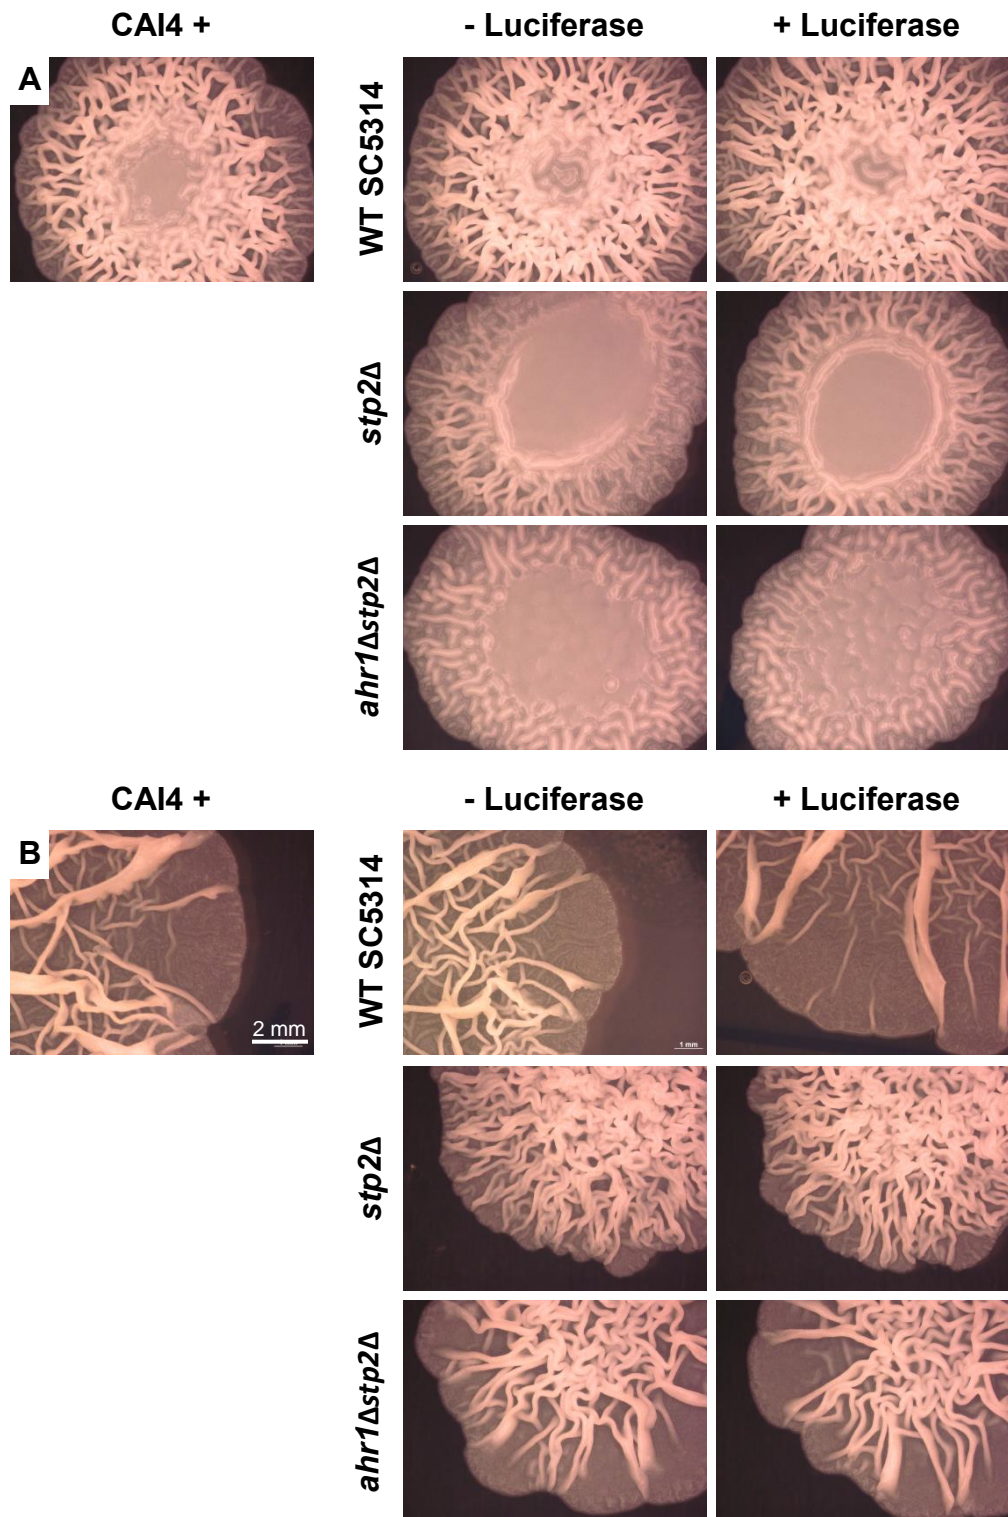 CAI4 +
- Luciferase
+ Luciferase
A
WT SC5314
stp2Δ
ahr1Δstp2Δ
CAI4 +
- Luciferase
+ Luciferase
B
WT SC5314
2 mm
1 mm
stp2Δ
ahr1Δstp2Δ